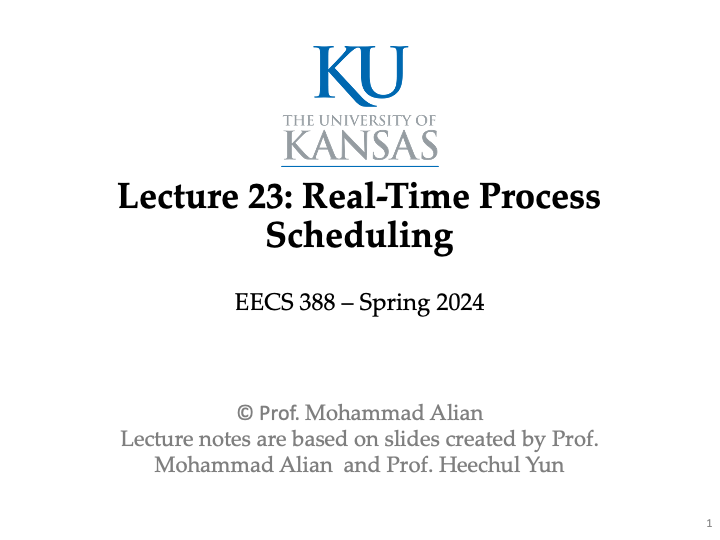 KU
THE UNIVERSITY OF
KANSAS
Lecture 23: Real-Time Process
Scheduling
EECS 388 – Spring 2024
© Prof. Mohammad Alian
Lecture notes are based on slides created by Prof.
Mohammad Alian  and Prof. Heechul Yun
1